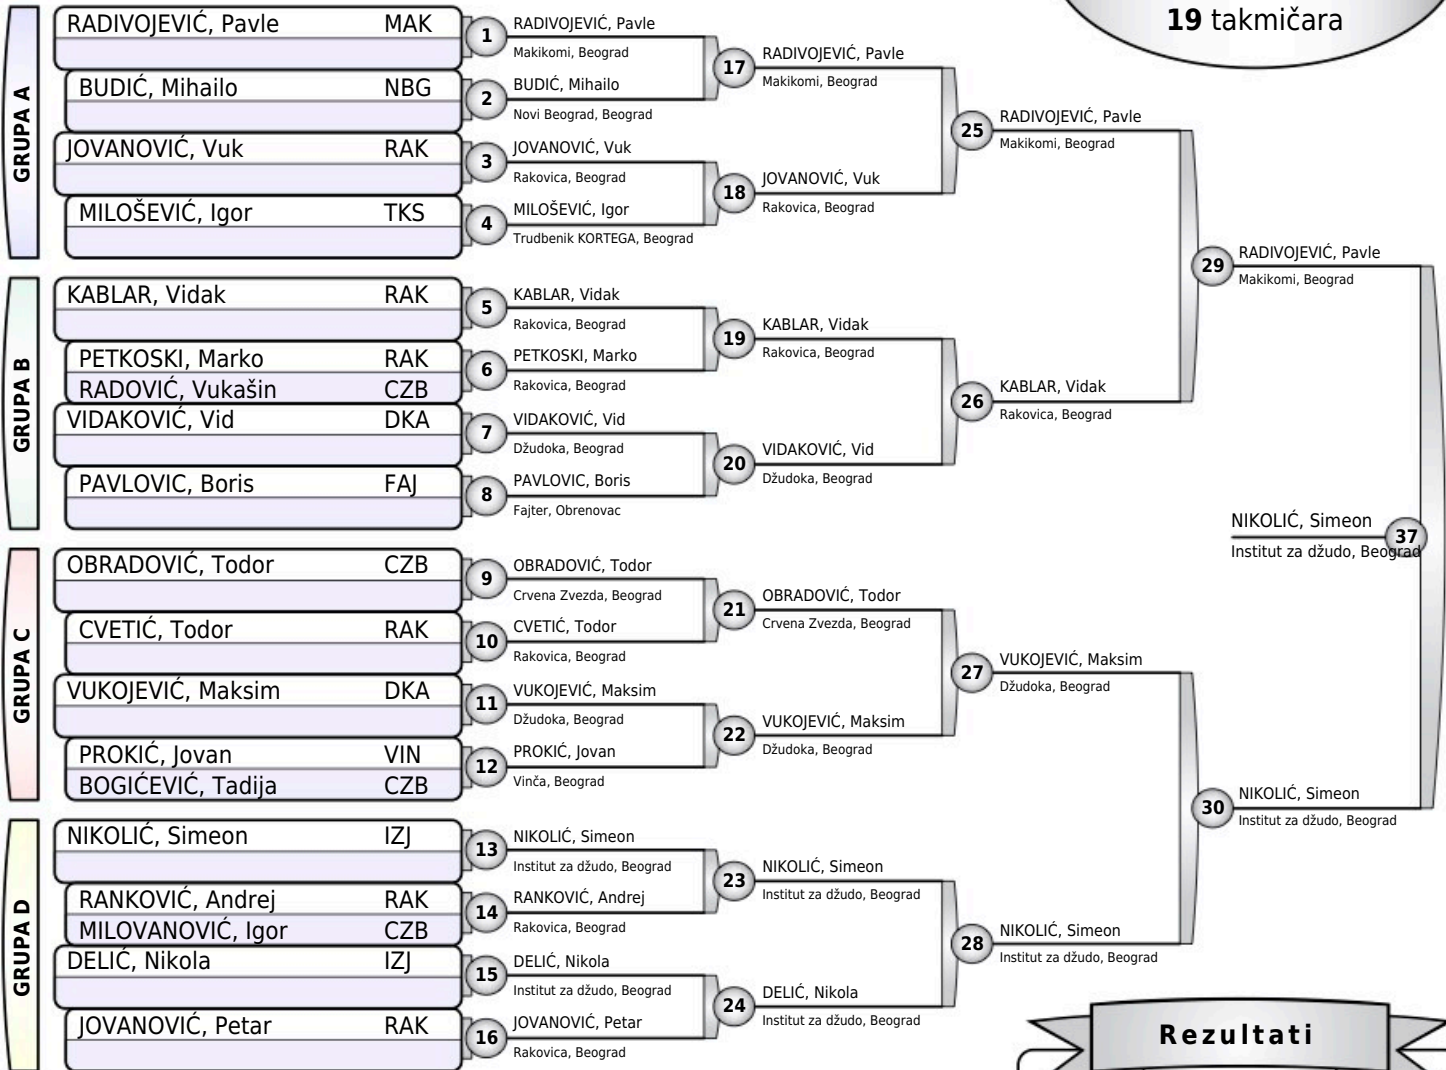 19 takmičara
GRUPA A
RADIVOJEVIĆ, Pavle MAK
BUDIĆ, Mihailo NBG
JOVANOVIĆ, Vuk RAK
MILOŠEVIĆ, Igor TKS
GRUPA B
KABLAR, Vidak RAK
PETKOSKI, Marko RAK
RADOVIĆ, Vukašin CZB
VIDAKOVIĆ, Vid DKA
PAVLOVIC, Boris FAJ
GRUPA C
OBRADOVIĆ, Todor CZB
CVETIĆ, Todor RAK
VUKOJEVIĆ, Maksim DKA
PROKIĆ, Jovan VIN
BOGIĆEVIĆ, Tadija CZB
GRUPA D
NIKOLIĆ, Simeon IZJ
RANKOVIĆ, Andrej RAK
MILOVANOVIĆ, Igor CZB
DELIĆ, Nikola IZJ
JOVANOVIĆ, Petar RAK
1 RADIVOJEVIĆ, Pavle
Makikomi, Beograd
2 BUDIĆ, Mihailo
Novi Beograd, Beograd
3 JOVANOVIĆ, Vuk
Rakovica, Beograd
4 MILOŠEVIĆ, Igor
Trudbenik KORTEGA, Beograd
5 KABLAR, Vidak
Rakovica, Beograd
6 PETKOSKI, Marko
Rakovica, Beograd
7 VIDAKOVIĆ, Vid
Džudoka, Beograd
8 PAVLOVIC, Boris
Fajter, Obrenovac
9 OBRADOVIĆ, Todor
Crvena Zvezda, Beograd
10 CVETIĆ, Todor
Rakovica, Beograd
11 VUKOJEVIĆ, Maksim
Džudoka, Beograd
12 PROKIĆ, Jovan
Vinča, Beograd
13 NIKOLIĆ, Simeon
Institut za džudo, Beograd
14 RANKOVIĆ, Andrej
Rakovica, Beograd
15 DELIĆ, Nikola
Institut za džudo, Beograd
16 JOVANOVIĆ, Petar
Rakovica, Beograd
17 RADIVOJEVIĆ, Pavle
Makikomi, Beograd
18 JOVANOVIĆ, Vuk
Rakovica, Beograd
19 KABLAR, Vidak
Rakovica, Beograd
20 VIDAKOVIĆ, Vid
Džudoka, Beograd
21 OBRADOVIĆ, Todor
Crvena Zvezda, Beograd
22 VUKOJEVIĆ, Maksim
Džudoka, Beograd
23 NIKOLIĆ, Simeon
Institut za džudo, Beograd
24 DELIĆ, Nikola
Institut za džudo, Beograd
25 RADIVOJEVIĆ, Pavle
Makikomi, Beograd
26 KABLAR, Vidak
Rakovica, Beograd
27 VUKOJEVIĆ, Maksim
Džudoka, Beograd
28 NIKOLIĆ, Simeon
Institut za džudo, Beograd
29 RADIVOJEVIĆ, Pavle
Makikomi, Beograd
30 NIKOLIĆ, Simeon
Institut za džudo, Beograd
NIKOLIĆ, Simeon 37
Institut za džudo, Beograd
Rezultati